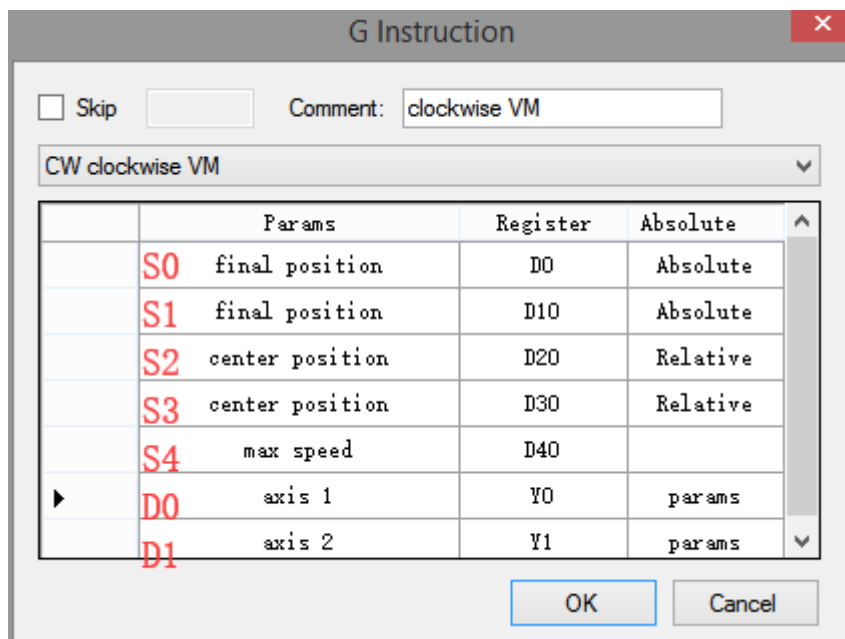 G Instruction
Skip Comment: clockwise VM
CW clockwise VM
Params Register Absolute
S0 final position D0 Absolute
S1 final position D10 Absolute
S2 center position D20 Relative
S3 center position D30 Relative
S4 max speed D40
D0 axis 1 Y0 params
D1 axis 2 Y1 params
OK Cancel